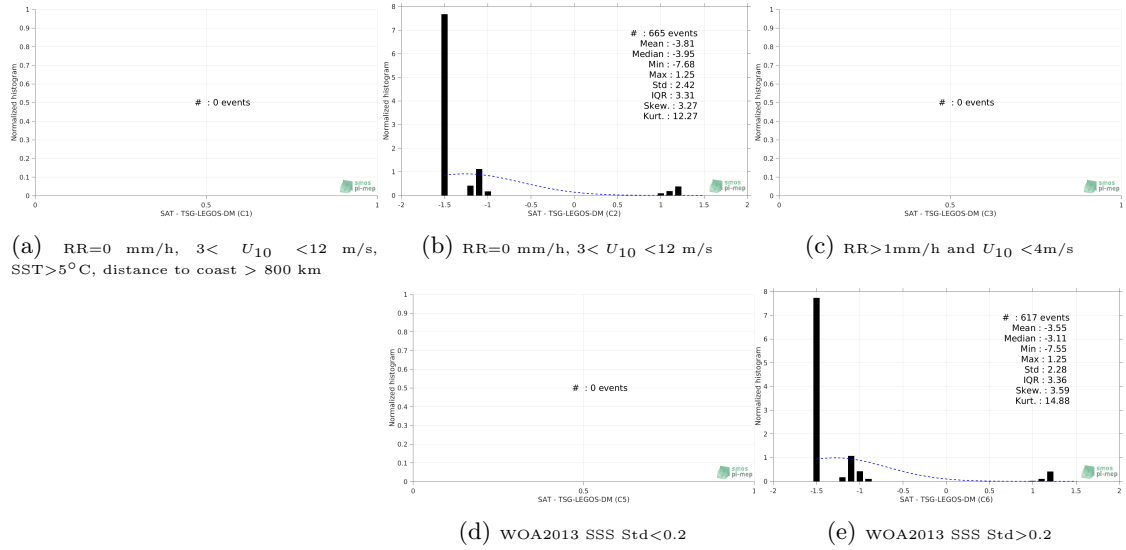 1
0.9
0.8
0.7
0.6
0.5
0.4
0.3
0.2
0.1
0
Normalized histogram
# : 0 events
smos
pi-mep
0 0.5 1
SAT - TSG-LEGOS-DM (C1)
(a) RR=0 mm/h, 3< U10 <12 m/s,
SST>5°C, distance to coast > 800 km
8
7
6
5
4
3
2
1
0
Normalized histogram
# : 665 events
Mean : -3.81
Median : -3.95
Min : -7.68
Max : 1.25
Std : 2.42
IQR : 3.31
Skew. : 3.27
Kurt. : 12.27
smos
pi-mep
-2 -1.5 -1 -0.5 0 0.5 1 1.5 2
SAT - TSG-LEGOS-DM (C2)
(b) RR=0 mm/h, 3< U10 <12 m/s
1
0.9
0.8
0.7
0.6
0.5
0.4
0.3
0.2
0.1
0
Normalized histogram
# : 0 events
smos
pi-mep
0 0.5 1
SAT - TSG-LEGOS-DM (C3)
(c) RR>1mm/h and U10 <4m/s
1
0.9
0.8
0.7
0.6
0.5
0.4
0.3
0.2
0.1
0
Normalized histogram
# : 0 events
smos
pi-mep
0 0.5 1
SAT - TSG-LEGOS-DM (C5)
(d) WOA2013 SSS Std<0.2
8
7
6
5
4
3
2
1
0
Normalized histogram
# : 617 events
Mean : -3.55
Median : -3.11
Min : -7.55
Max : 1.25
Std : 2.28
IQR : 3.36
Skew. : 3.59
Kurt. : 14.88
smos
pi-mep
-2 -1.5 -1 -0.5 0 0.5 1 1.5 2
SAT - TSG-LEGOS-DM (C6)
(e) WOA2013 SSS Std>0.2